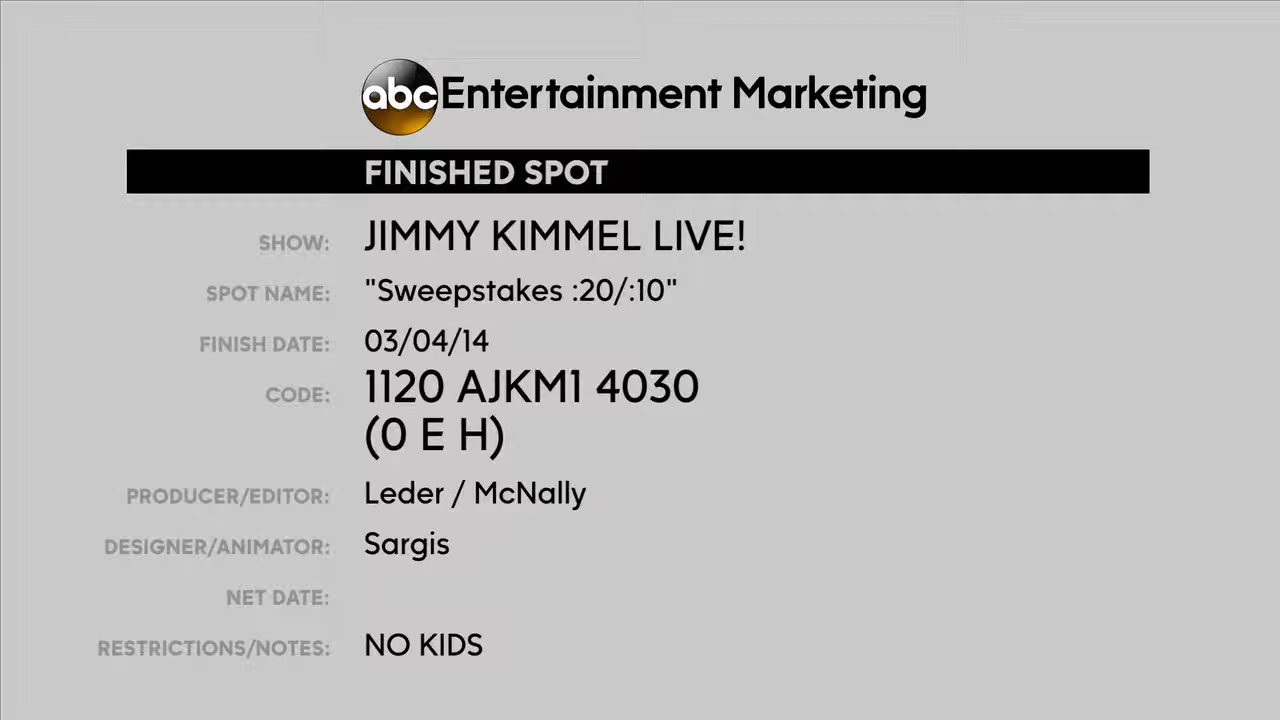 abc Entertainment Marketing
FINISHED SPOT
SHOW: JIMMY KIMMEL LIVE!
SPOT NAME: "Sweepstakes :20/:10"
FINISH DATE: 03/04/14
CODE: 1120 AJKM1 4030
(0 E H)
PRODUCER/EDITOR: Leder / McNally
DESIGNER/ANIMATOR: Sargis
NET DATE:
RESTRICTIONS/NOTES: NO KIDS